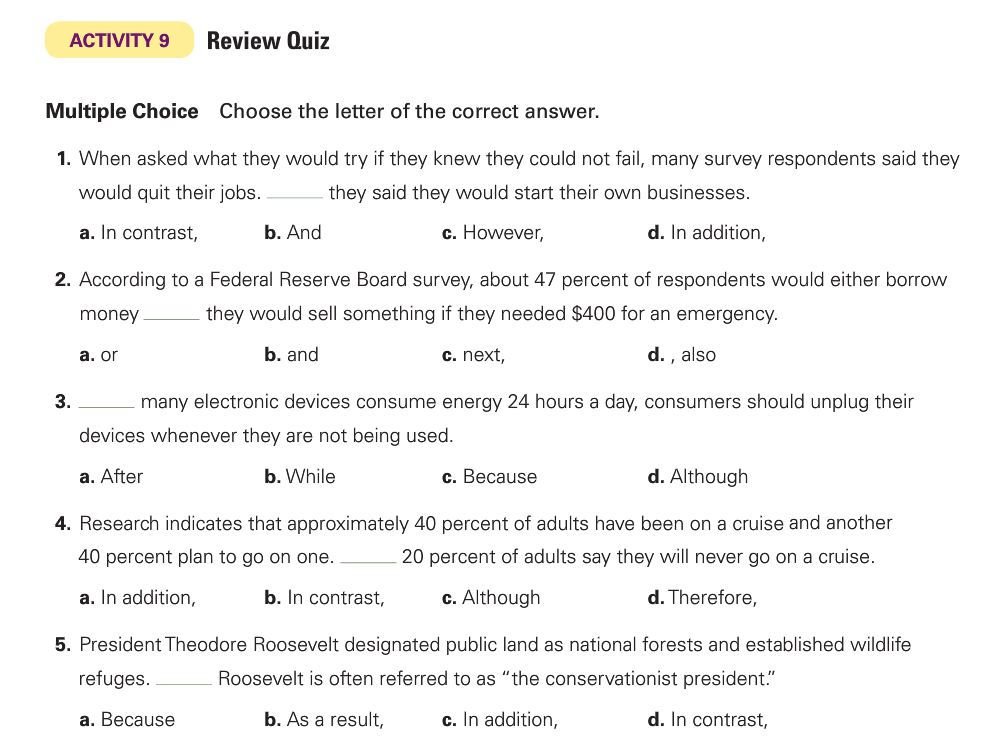 ACTIVITY 9 Review Quiz
Multiple Choice Choose the letter of the correct answer.
1. When asked what they would try if they knew they could not fail, many survey respondents said they
would quit their jobs. ______ they said they would start their own businesses.
a. In contrast, b. And c. However, d. In addition,
2. According to a Federal Reserve Board survey, about 47 percent of respondents would either borrow
money ______ they would sell something if they needed $400 for an emergency.
a. or b. and c. next, d. , also
3. ______ many electronic devices consume energy 24 hours a day, consumers should unplug their
devices whenever they are not being used.
a. After b. While c. Because d. Although
4. Research indicates that approximately 40 percent of adults have been on a cruise and another
40 percent plan to go on one. ______ 20 percent of adults say they will never go on a cruise.
a. In addition, b. In contrast, c. Although d. Therefore,
5. President Theodore Roosevelt designated public land as national forests and established wildlife
refuges. ______ Roosevelt is often referred to as “the conservationist president.”
a. Because b. As a result, c. In addition, d. In contrast,